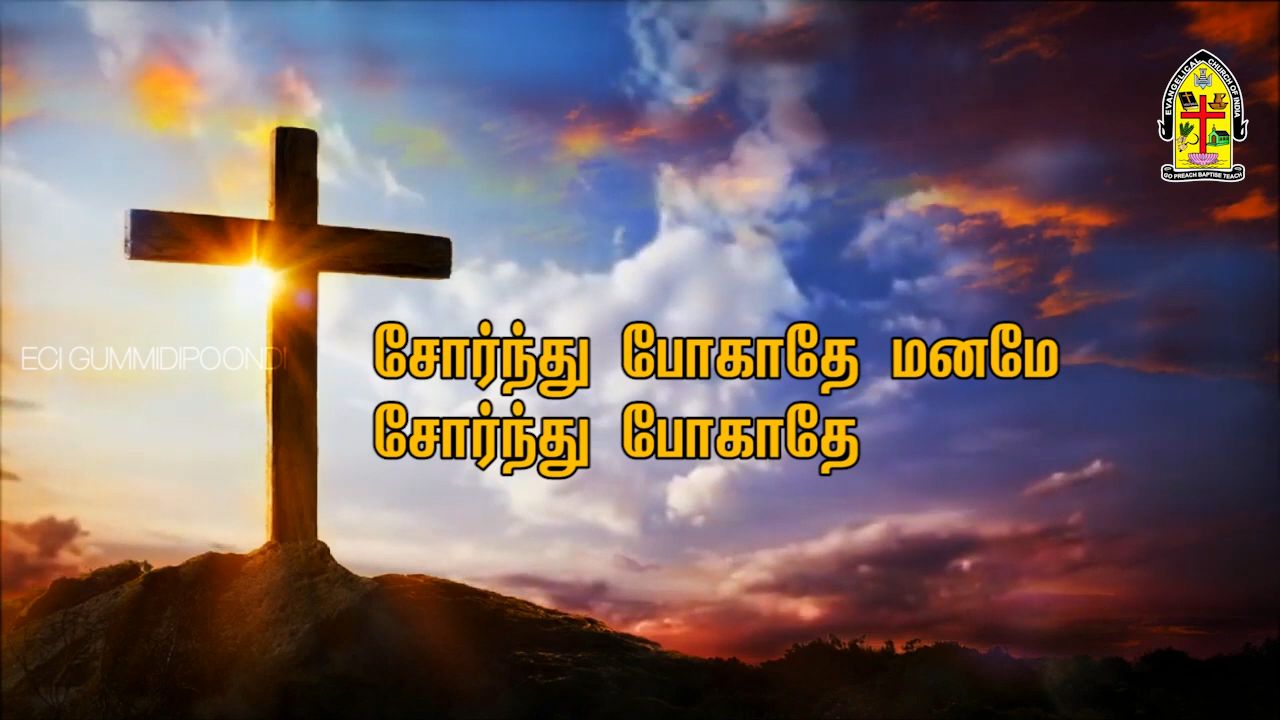 EVANGELICAL CHURCH OF INDIA
GO PREACH BAPTISE TEACH
ECI GUMMIDIPOONDI
சோர்ந்து போகாதே மனமே
சோர்ந்து போகாதே